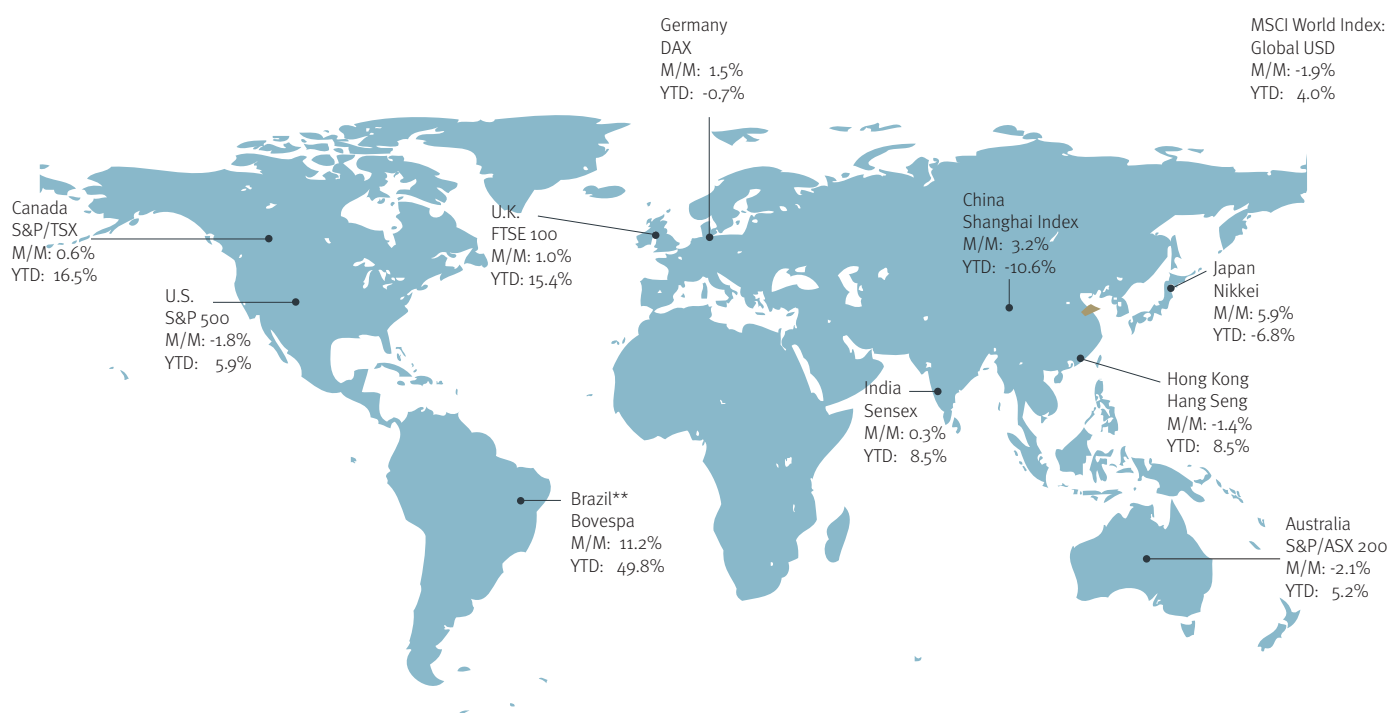 Germany
DAX
M/M: 1.5%
YTD: -0.7%
MSCI World Index:
Global USD
M/M: -1.9%
YTD: 4.0%
Canada
S&P/TSX
M/M: 0.6%
YTD: 16.5%
U.K.
FTSE 100
M/M: 1.0%
YTD: 15.4%
China
Shanghai Index
M/M: 3.2%
YTD: -10.6%
U.S.
S&P 500
M/M: -1.8%
YTD: 5.9%
Japan
Nikkei
M/M: 5.9%
YTD: -6.8%
India
Sensex
M/M: 0.3%
YTD: 8.5%
Hong Kong
Hang Seng
M/M: -1.4%
YTD: 8.5%
Brazil**
Bovespa
M/M: 11.2%
YTD: 49.8%
Australia
S&P/ASX 200
M/M: -2.1%
YTD: 5.2%